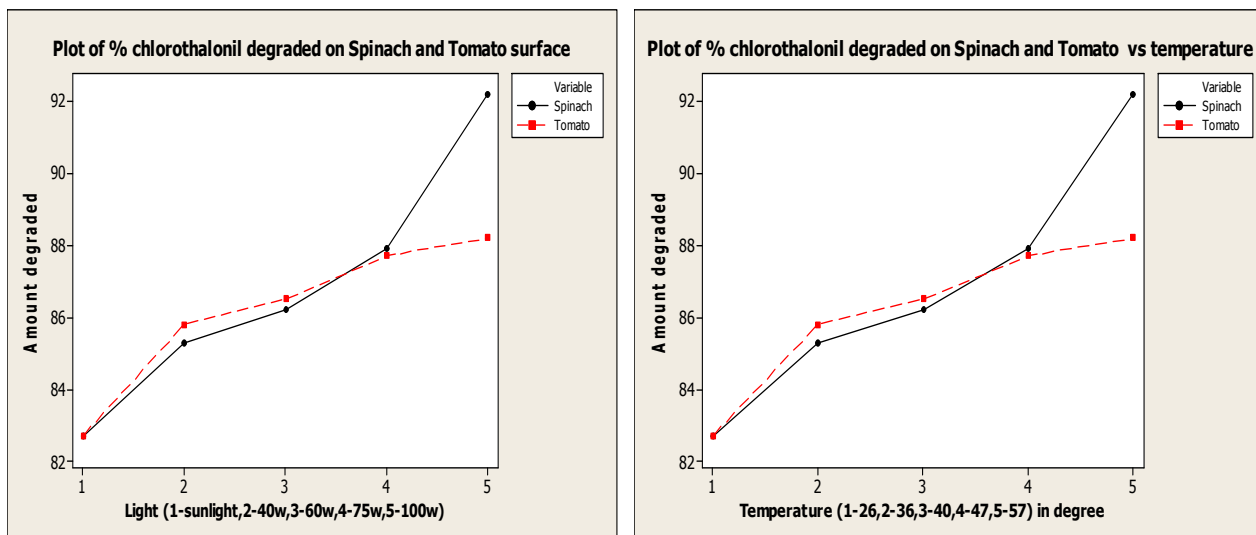 Plot of % chlorothalonil degraded on Spinach and Tomato surface
Variable
Spinach
Tomato
Amount degraded
92
90
88
86
84
82
1 2 3 4 5
Light (1-sunlight,2-40w,3-60w,4-75w,5-100w)
Plot of % chlorothalonil degraded on Spinach and Tomato vs temperature
Variable
Spinach
Tomato
Amount degraded
92
90
88
86
84
82
1 2 3 4 5
Temperature (1-26,2-36,3-40,4-47,5-57) in degree